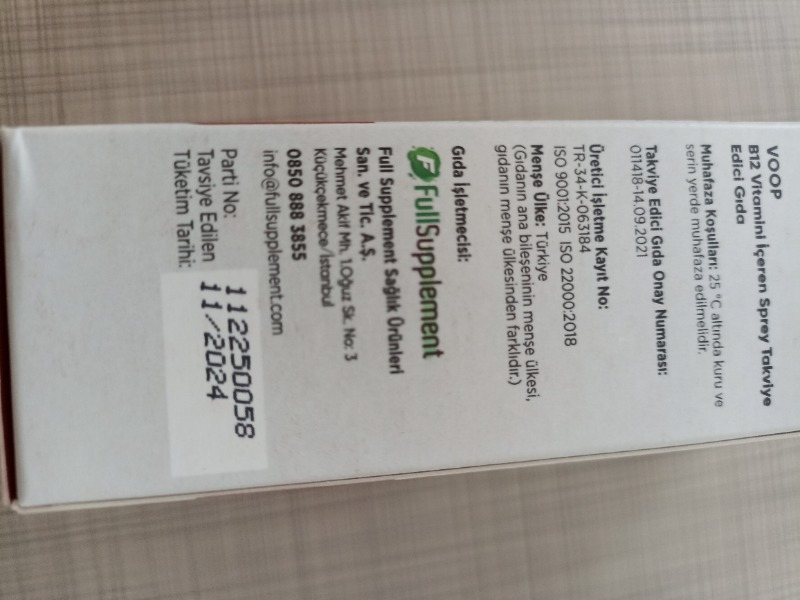 VOOP
B12 Vitamini İçeren Sprey Takviye
Edici Gıda
Muhafaza Koşulları: 25 °C altında kuru ve
serin yerde muhafaza edilmelidir.
Takviye Edici Gıda Onay Numarası:
011418-14.09.2021
Üretici İşletme Kayıt No:
TR-34-K-063184
ISO 9001:2015 ISO 22000:2018
Menşe Ülke: Türkiye
(Gıdanın ana bileşeninin menşe ülkesi,
gıdanın menşe ülkesinden farklıdır.)
Gıda İşletmecisi:
FullSupplement
Full Supplement Sağlık Ürünleri
San. ve Tic. A.Ş.
Mehmet Akif Mh. 1.Oğuz Sk. No: 3
Küçükçekmece/İstanbul
0850 888 3855
info@fullsupplement.com
Parti No: 112250058
Tavsiye Edilen 11/2024
Tüketim Tarihi: